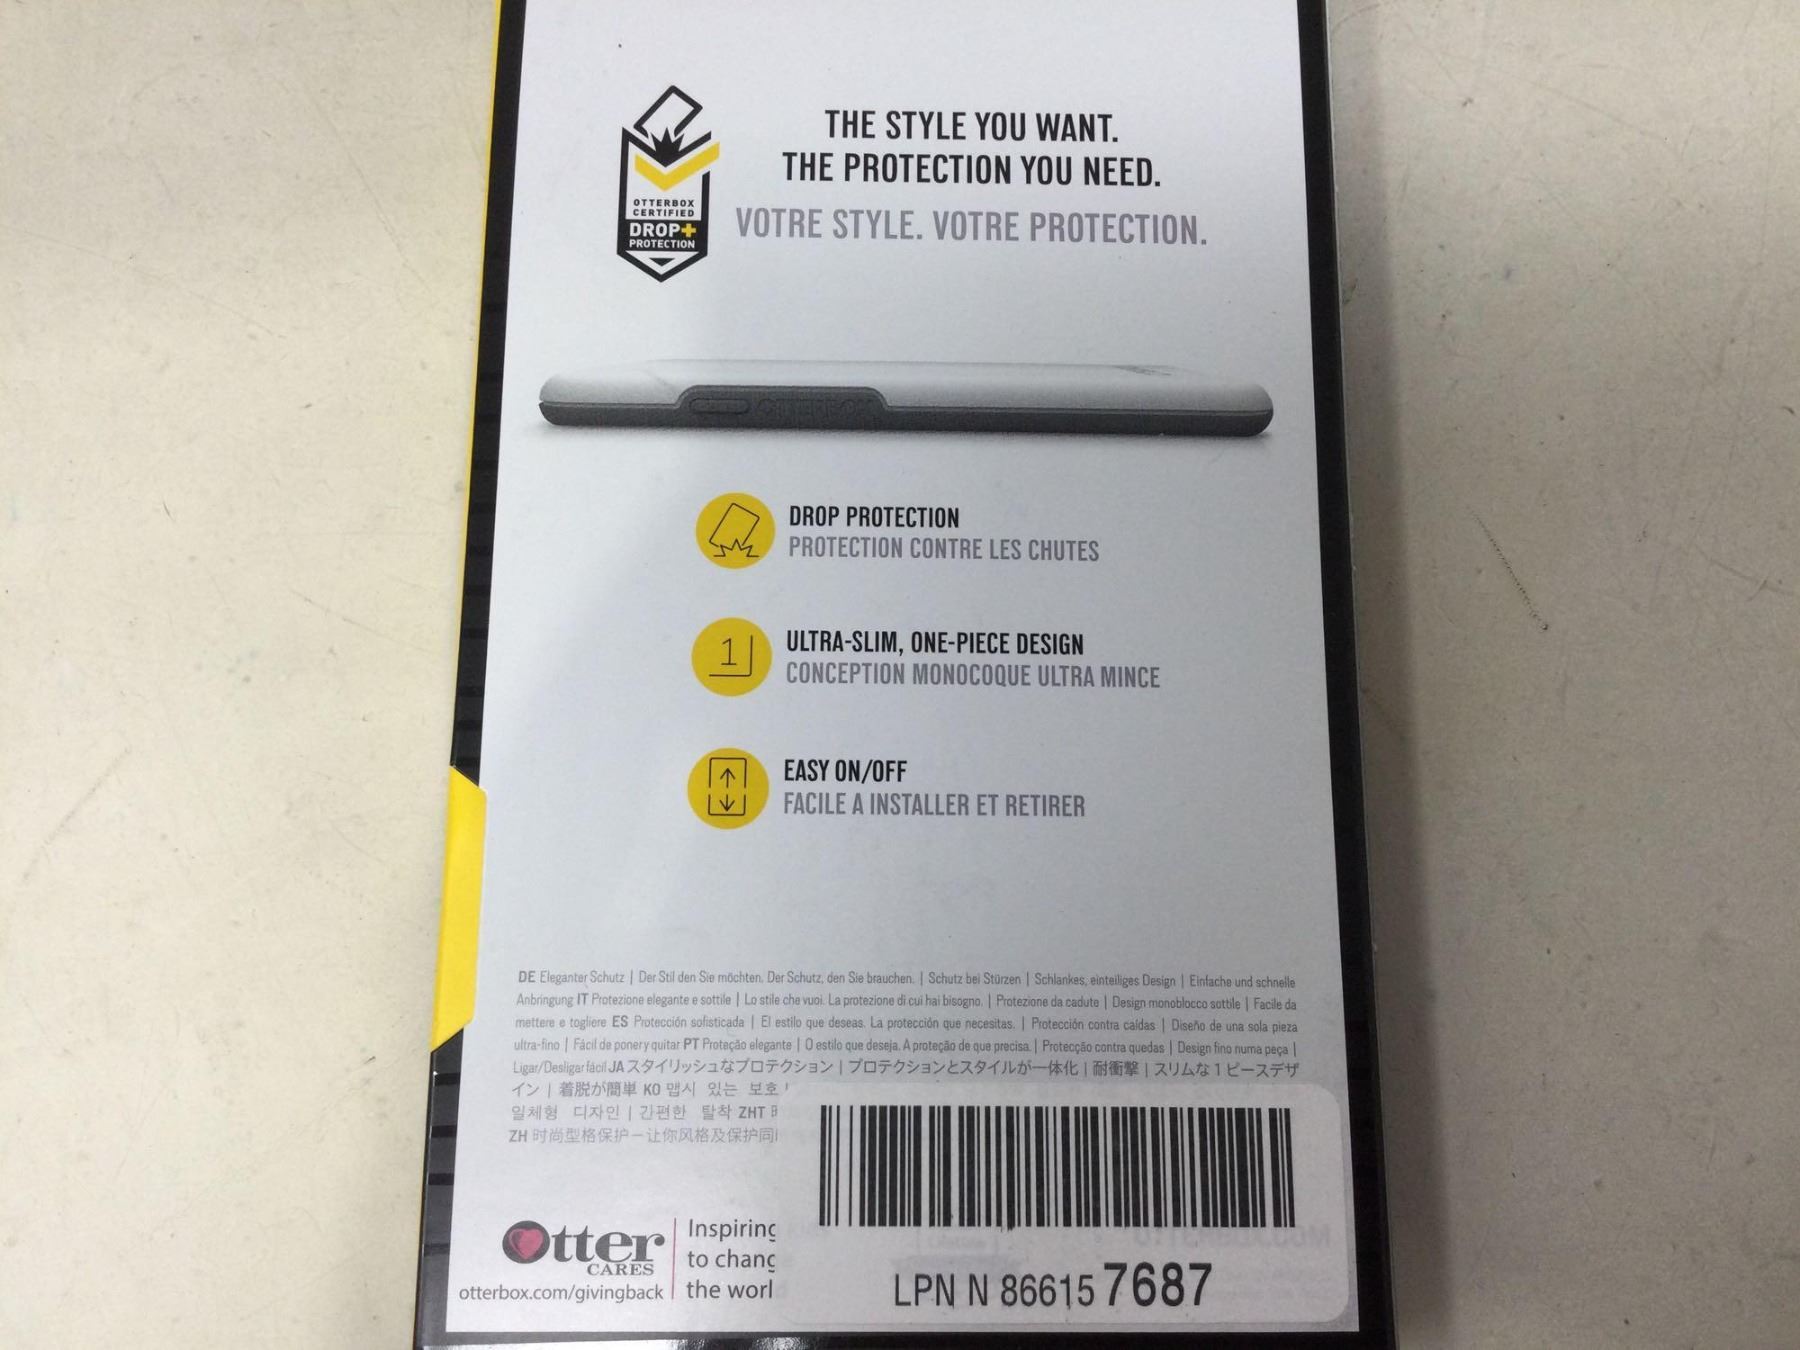 THE STYLE YOU WANT.
THE PROTECTION YOU NEED.
VOTRE STYLE. VOTRE PROTECTION.
OTTERBOX
CERTIFIED
DROP+
PROTECTION
DROP PROTECTION
PROTECTION CONTRE LES CHUTES
1
ULTRA-SLIM, ONE-PIECE DESIGN
CONCEPTION MONOCOQUE ULTRA MINCE
EASY ON/OFF
FACILE A INSTALLER ET RETIRER
DE Eleganter Schutz | Der Stil den Sie möchten. Der Schutz, den Sie brauchen. | Schutz bei Stürzen | Schlankes, einteiliges Design | Einfache und schnelle
Anbringung IT Protezione elegante e sottile | Lo stile che vuoi. La protezione di cui hai bisogno. | Protezione da cadute | Design monoblocco sottile | Facile da
mettere e togliere ES Protección sofisticada | El estilo que deseas. La protección que necesitas. | Protección contra caídas | Diseño de una sola pieza
ultra-fino | Fácil de poner y quitar PT Proteção elegante | O estilo que deseja. A proteção de que precisa. | Protecção contra quedas | Design fino numa peça |
Ligar/Desligar fácil JA スタイリッシュなプロテクション | プロテクションとスタイルが一体化 | 耐衝撃 | スリムな 1 ピースデザ
イン | 着脱が簡単 KO 맵시 있는 보호
일체형 디자인 | 간편한 탈착 ZHT
ZH 时尚型格保护－让你风格及保护同
Otter
CARES
otterbox.com/givingback
Inspiring
to chang
the worl
OTTERBOX.COM
LPN N 866157687